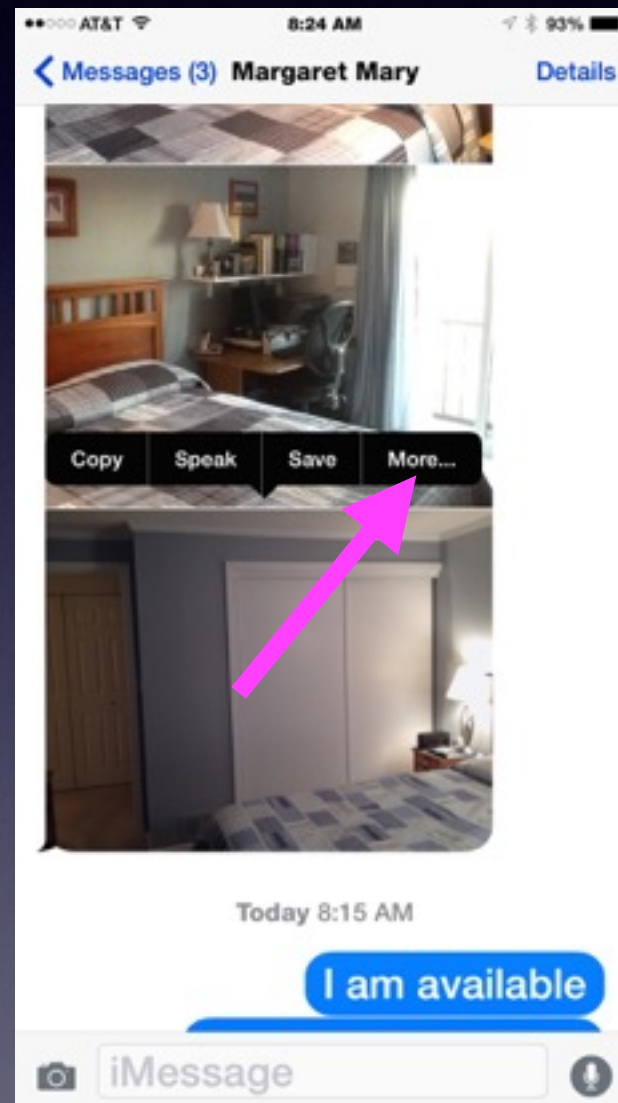 AT&T 8:24 AM 93%
Messages (3) Margaret Mary Details
Copy Speak Save More...
Today 8:15 AM
I am available
iMessage